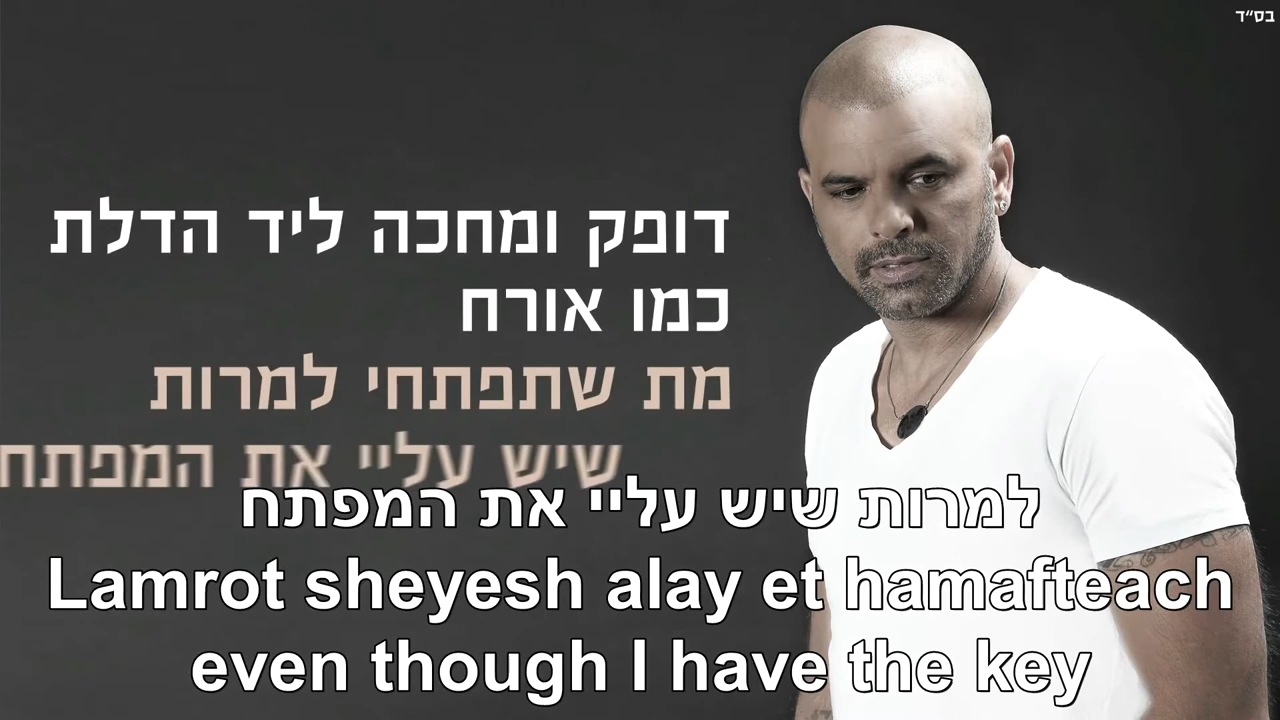 בס״ד
דופק ומחכה ליד הדלת
כמו אורח
מת שתפתחי למרות
שיש עליי את המפתח
למרות שיש עליי את המפתח
Lamrot sheyesh alay et hamafteach
even though I have the key